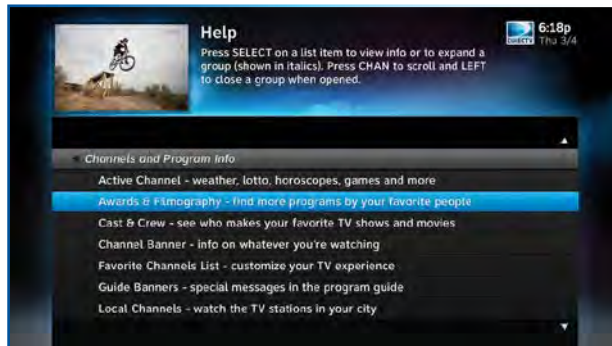 Help
Press SELECT on a list item to view info or to expand a
group (shown in italics). Press CHAN to scroll and LEFT
to close a group when opened.
DIRECTV
6:18p
Thu 3/4
Channels and Program Info
Active Channel - weather, lotto, horoscopes, games and more
Awards & Filmography - find more programs by your favorite people
Cast & Crew - see who makes your favorite TV shows and movies
Channel Banner - info on whatever you're watching
Favorite Channels List - customize your TV experience
Guide Banners - special messages in the program guide
Local Channels - watch the TV stations in your city